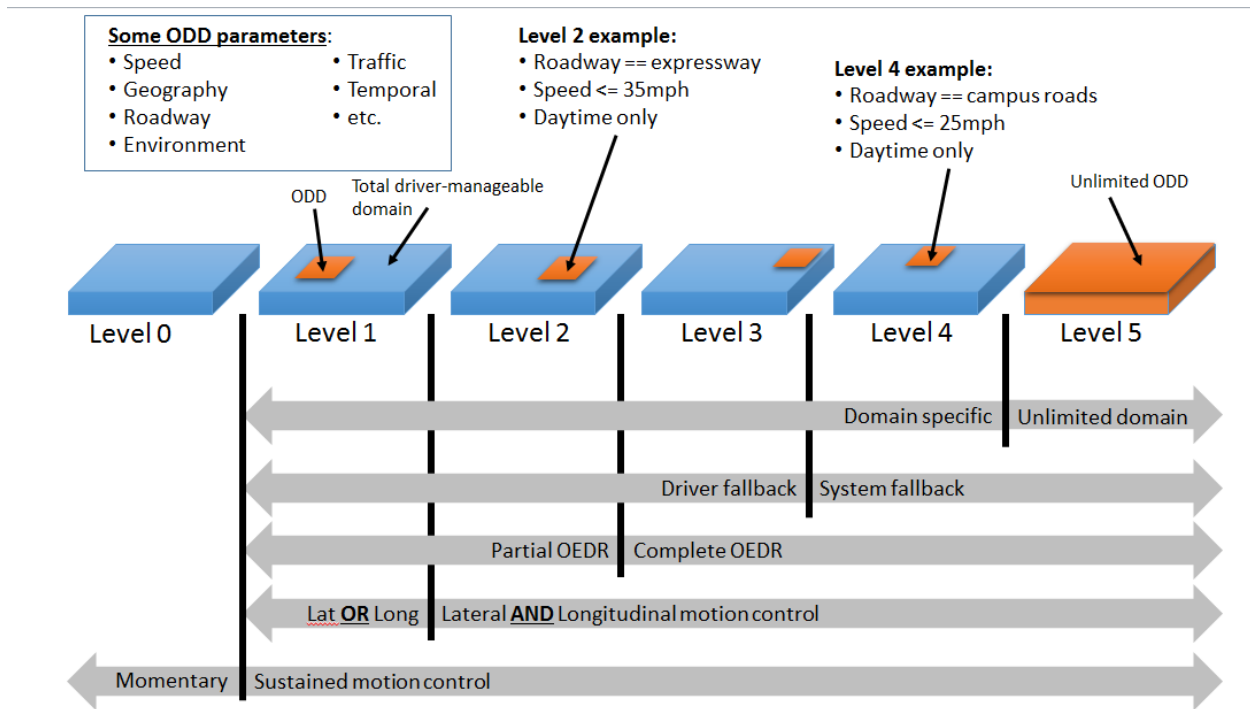 Some ODD parameters:
• Speed
• Geography
• Roadway
• Environment
• Traffic
• Temporal
• etc.
Level 2 example:
• Roadway == expressway
• Speed <= 35mph
• Daytime only
Level 4 example:
• Roadway == campus roads
• Speed <= 25mph
• Daytime only
ODD
Total driver-manageable
domain
Unlimited ODD
Level 0
Level 1
Level 2
Level 3
Level 4
Level 5
Domain specific
Unlimited domain
Driver fallback
System fallback
Partial OEDR
Complete OEDR
Lat OR Long
Lateral AND Longitudinal motion control
Momentary
Sustained motion control